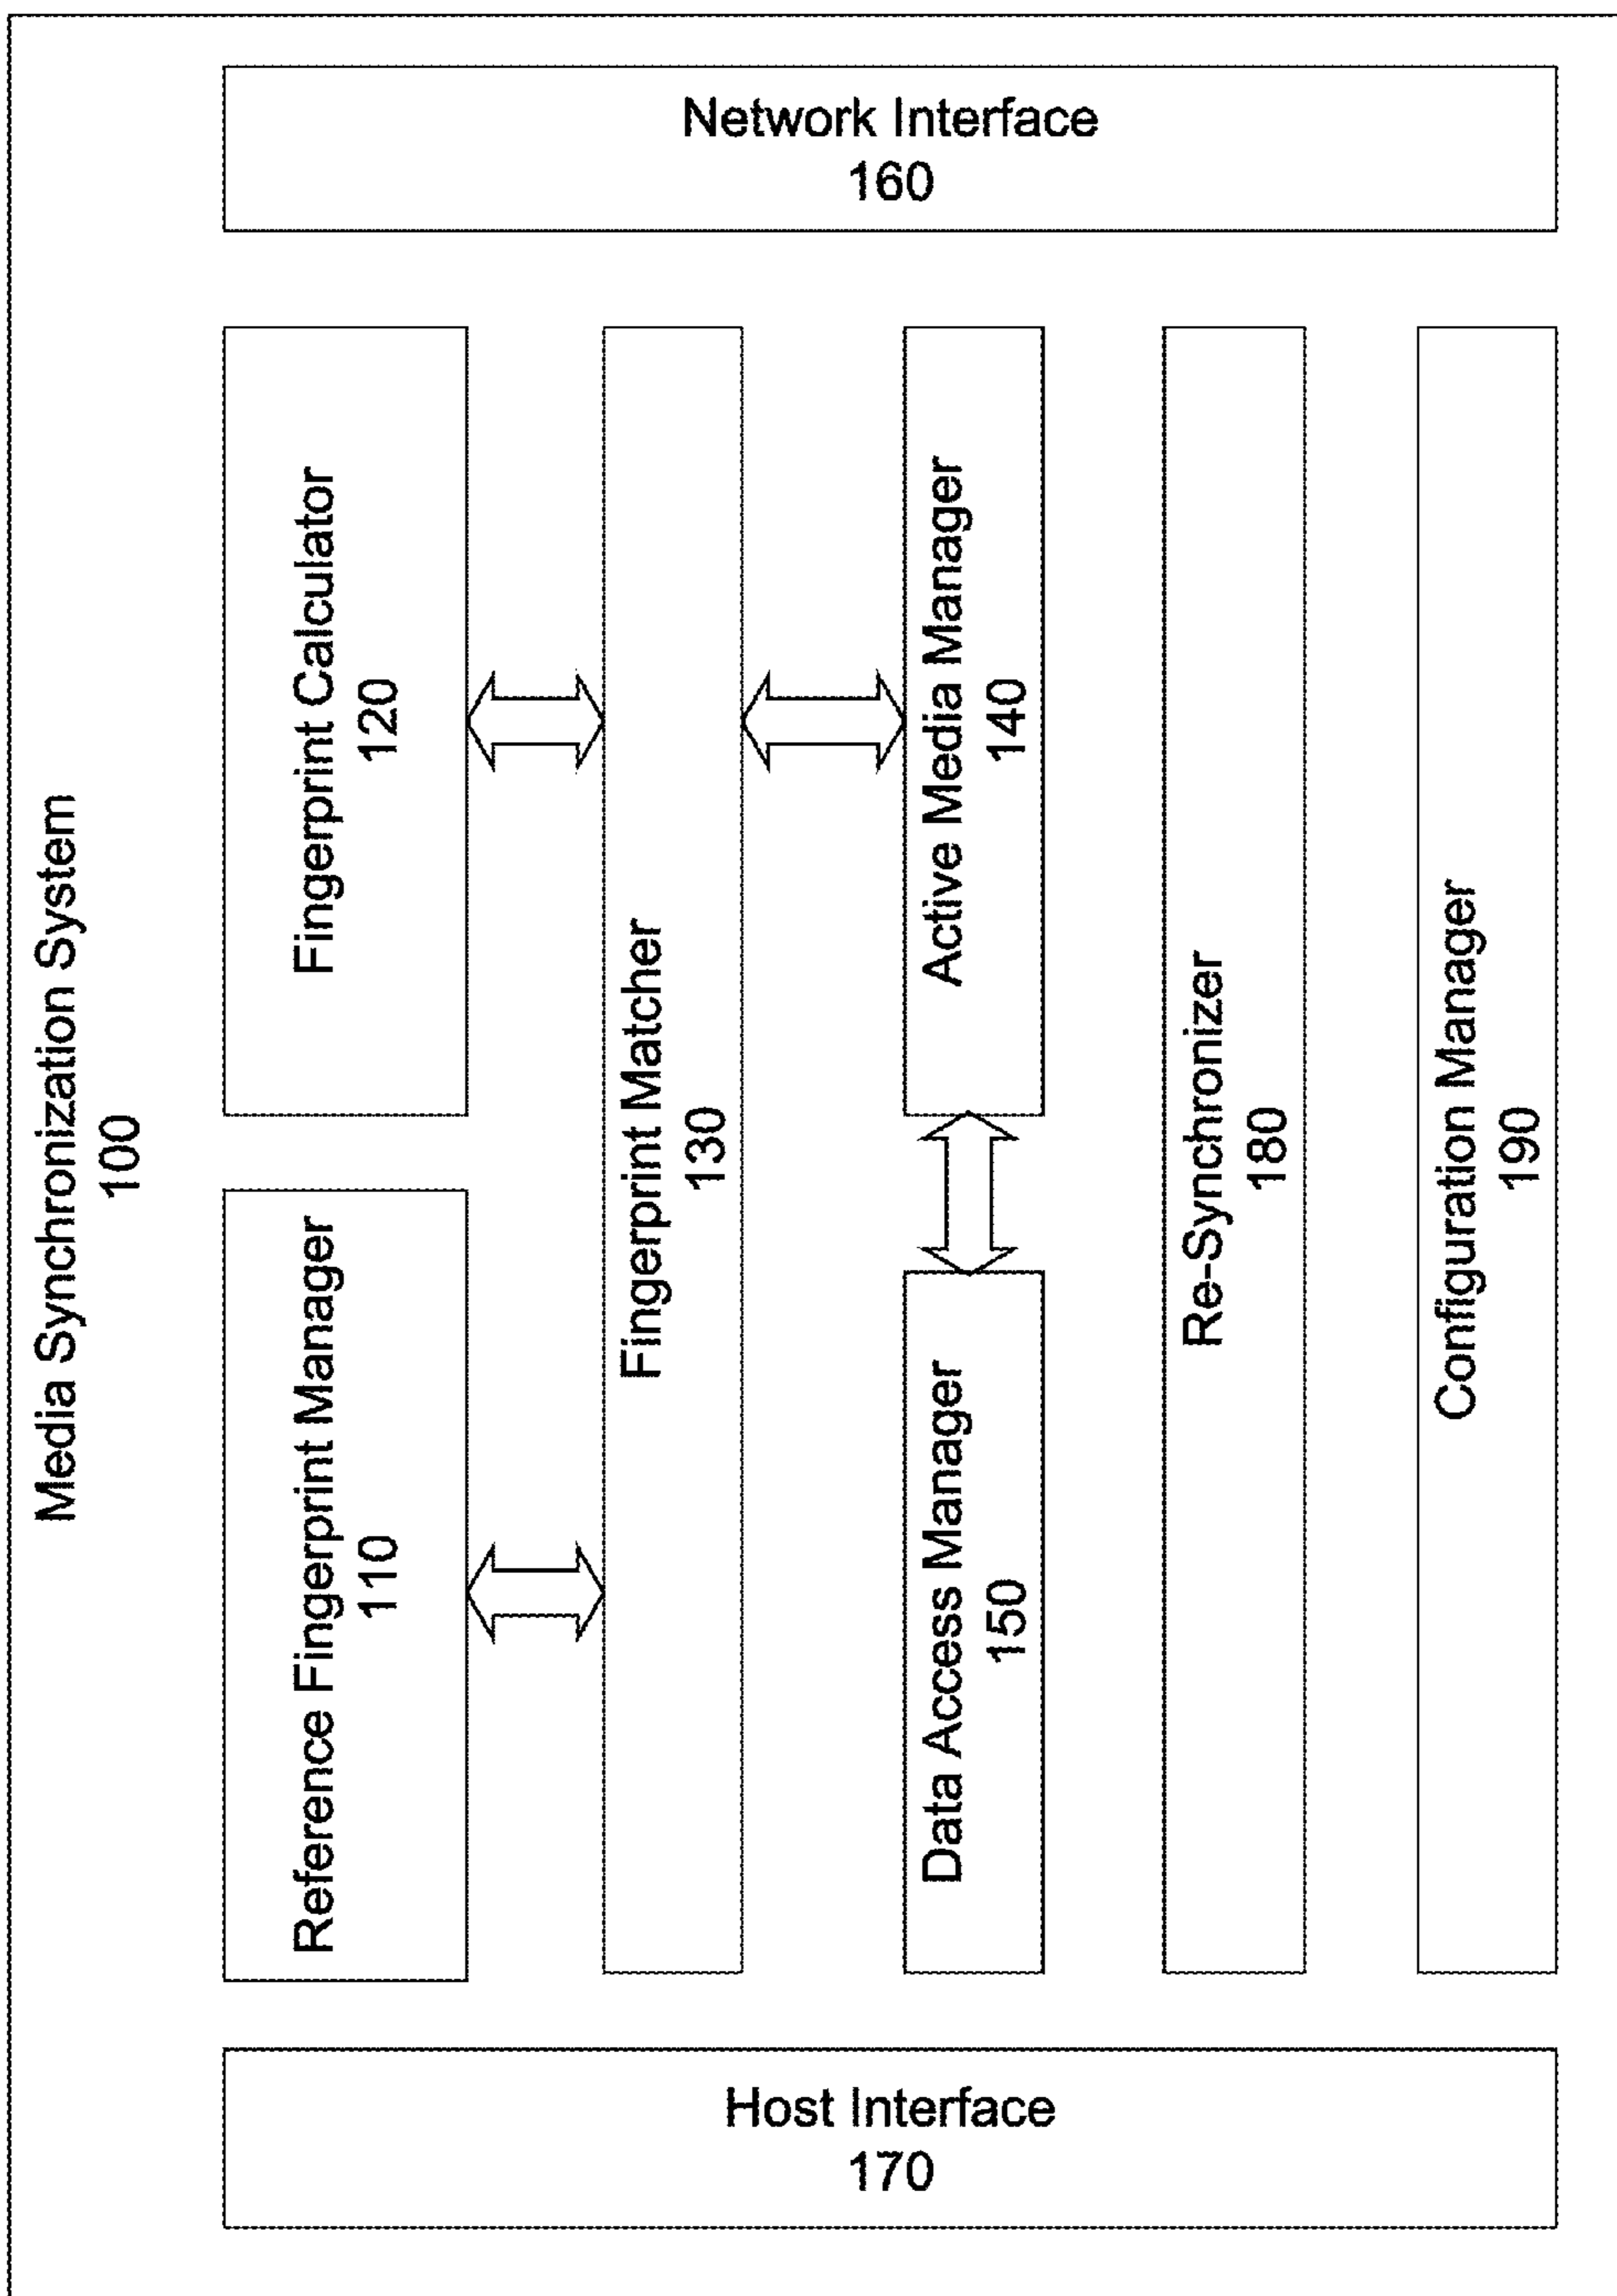 Media Synchronization System
100
Reference Fingerprint Manager
110
Fingerprint Calculator
120
Fingerprint Matcher
130
Data Access Manager
150
Active Media Manager
140
Re-Synchronizer
180
Configuration Manager
190
Host Interface
170
Network Interface
160